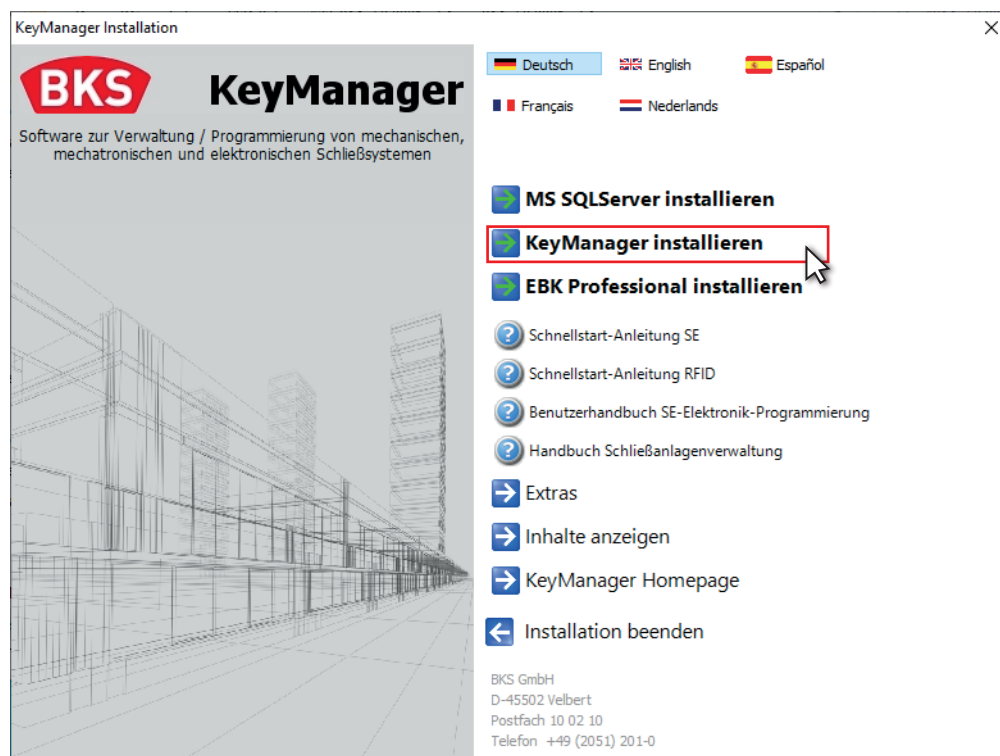 KeyManager Installation
BKS
KeyManager
Software zur Verwaltung / Programmierung von mechanischen,
mechatronischen und elektronischen Schließsystemen
Deutsch
English
Español
Français
Nederlands
MS SQLServer installieren
KeyManager installieren
EBK Professional installieren
Schnellstart-Anleitung SE
Schnellstart-Anleitung RFID
Benutzerhandbuch SE-Elektronik-Programmierung
Handbuch Schließanlagenverwaltung
Extras
Inhalte anzeigen
KeyManager Homepage
Installation beenden
BKS GmbH
D-45502 Velbert
Postfach 10 02 10
Telefon +49 (2051) 201-0